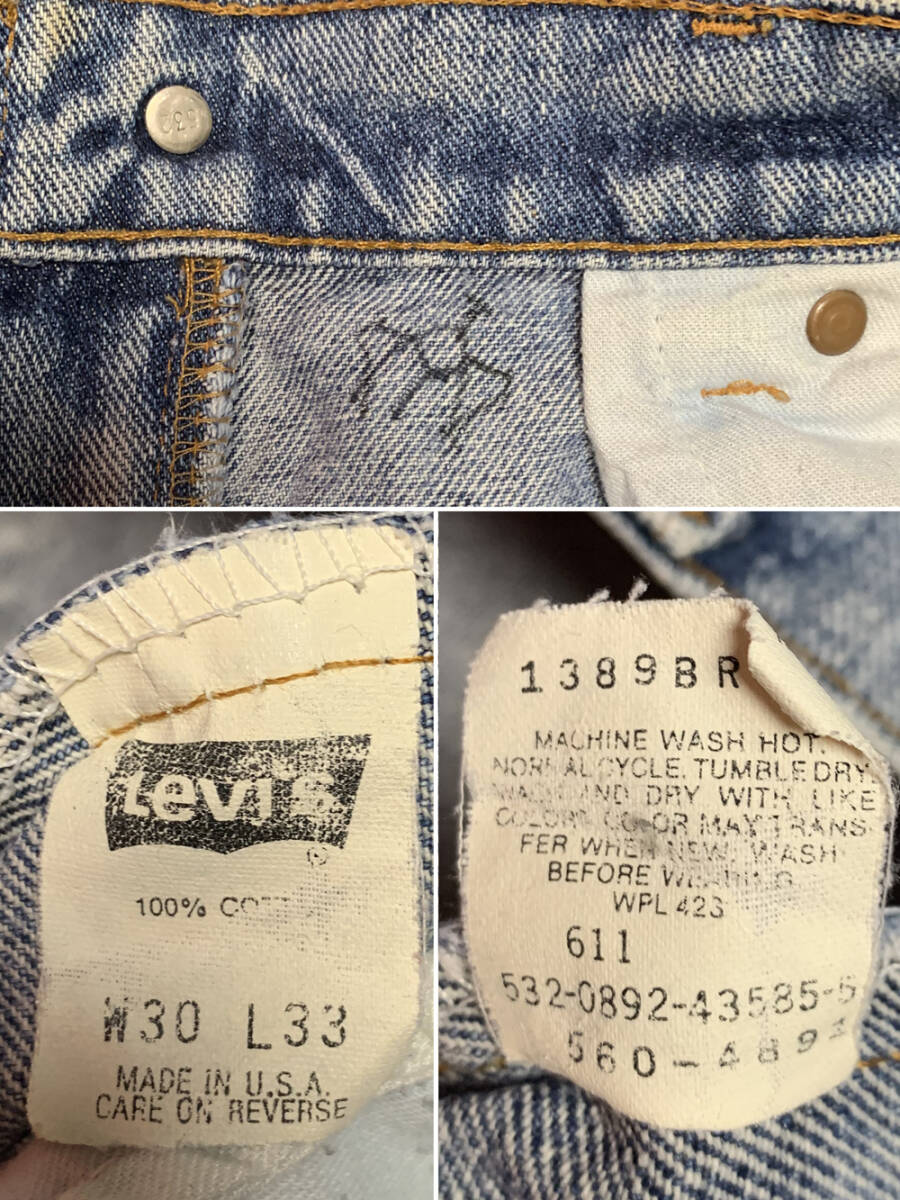 532
Levi's
®
100%
W30 L33
MADE IN U.S.A.
CARE ON REVERSE
1389BR
MACHINE WASH HOT.
NORMAL CYCLE. TUMBLE DRY.
WASH AND DRY WITH LIKE
COLORS. COLOR MAY TRANS-
FER WHEN NEW. WASH
BEFORE WEARING.
WPL 423
611
532-0892-43585-5
560-489